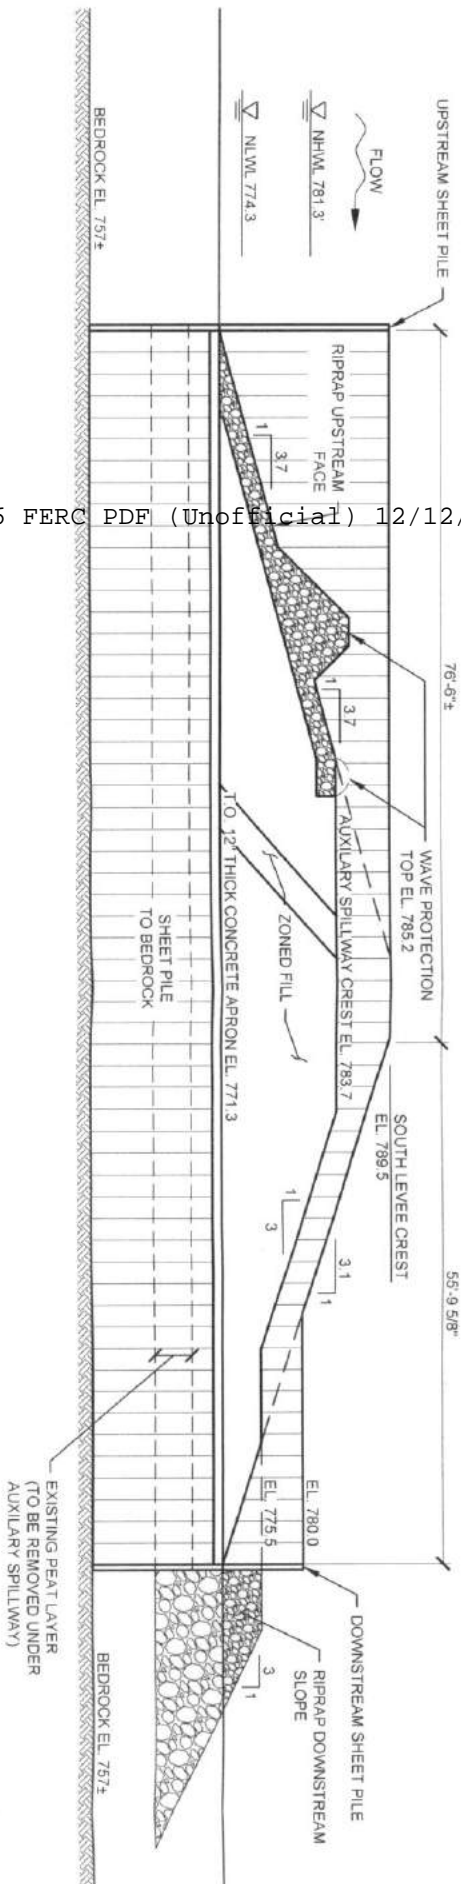 UPSTREAM SHEET PILE
FLOW
NHWL 781.3'
NLWL 774.3
BEDROCK EL. 757±
76'-6"±
55'-9 5/8"
RIPRAP UPSTREAM
FACE
1
3.7
1
3.7
WAVE PROTECTION
TOP EL. 785.2
AUXILARY SPILLWAY CREST EL. 783.7
ZONED FILL
T.O. 12" THICK CONCRETE APRON EL. 771.3
SHEET PILE
TO BEDROCK
SOUTH LEVEE CREST
EL. 789.5
1
3
3.1
1
EL. 780.0
EL. 775.5
DOWNSTREAM SHEET PILE
RIPRAP DOWNSTREAM
SLOPE
3
1
EXISTING PEAT LAYER
(TO BE REMOVED UNDER
AUXILARY SPILLWAY)
BEDROCK EL. 757±
FERC PDF (Unofficial) 12/12/